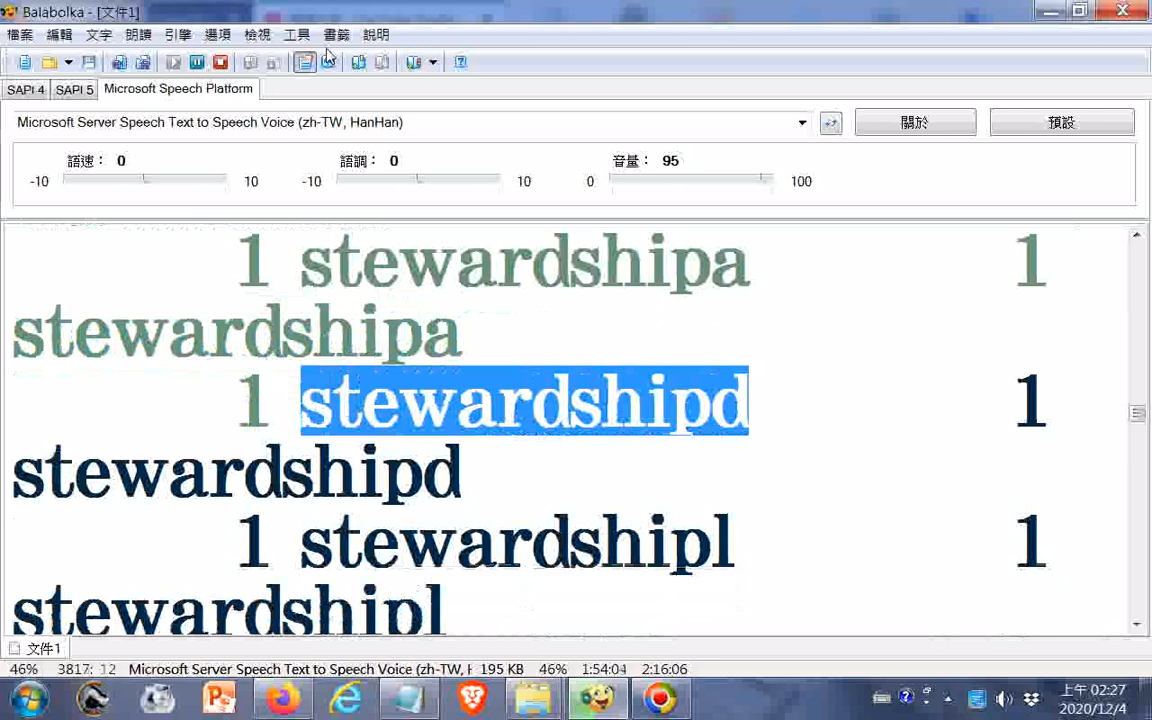 Balabolka - [文件1]
檔案 編輯 文字 朗讀 引擎 選項 檢視 工具 書籤 說明
SAPI 4 SAPI 5 Microsoft Speech Platform
Microsoft Server Speech Text to Speech Voice (zh-TW, HanHan) 關於 預設
語速： 0 語調： 0 音量： 95
-10 10 -10 10 0 100
1 stewardshipa 1
stewardshipa
1 stewardshipd 1
stewardshipd
1 stewardshipl 1
stewardshipl
文件1
46% 3817: 12 Microsoft Server Speech Text to Speech Voice (zh-TW, H 195 KB 46% 1:54:04 2:16:06
上午 02:27
2020/12/4